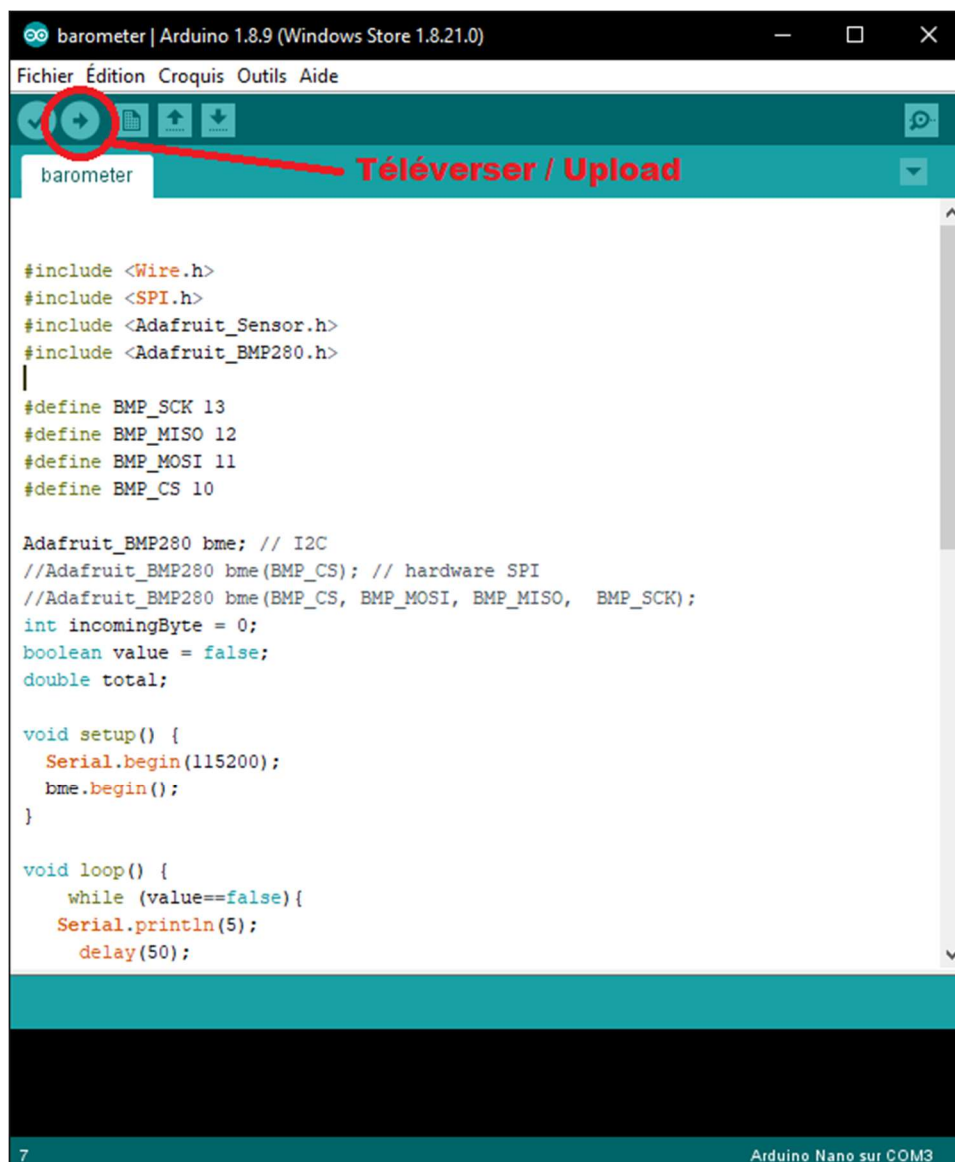 barometer | Arduino 1.8.9 (Windows Store 1.8.21.0)
Fichier Édition Croquis Outils Aide
Téléverser / Upload
barometer
#include <Wire.h>
#include <SPI.h>
#include <Adafruit_Sensor.h>
#include <Adafruit_BMP280.h>
#define BMP_SCK 13
#define BMP_MISO 12
#define BMP_MOSI 11
#define BMP_CS 10
Adafruit_BMP280 bme; // I2C
//Adafruit_BMP280 bme(BMP_CS); // hardware SPI
//Adafruit_BMP280 bme(BMP_CS, BMP_MOSI, BMP_MISO,  BMP_SCK);
int incomingByte = 0;
boolean value = false;
double total;
void setup() {
  Serial.begin(115200);
  bme.begin();
}
void loop() {
    while (value==false){
   Serial.println(5);
     delay(50);
7
Arduino Nano sur COM3